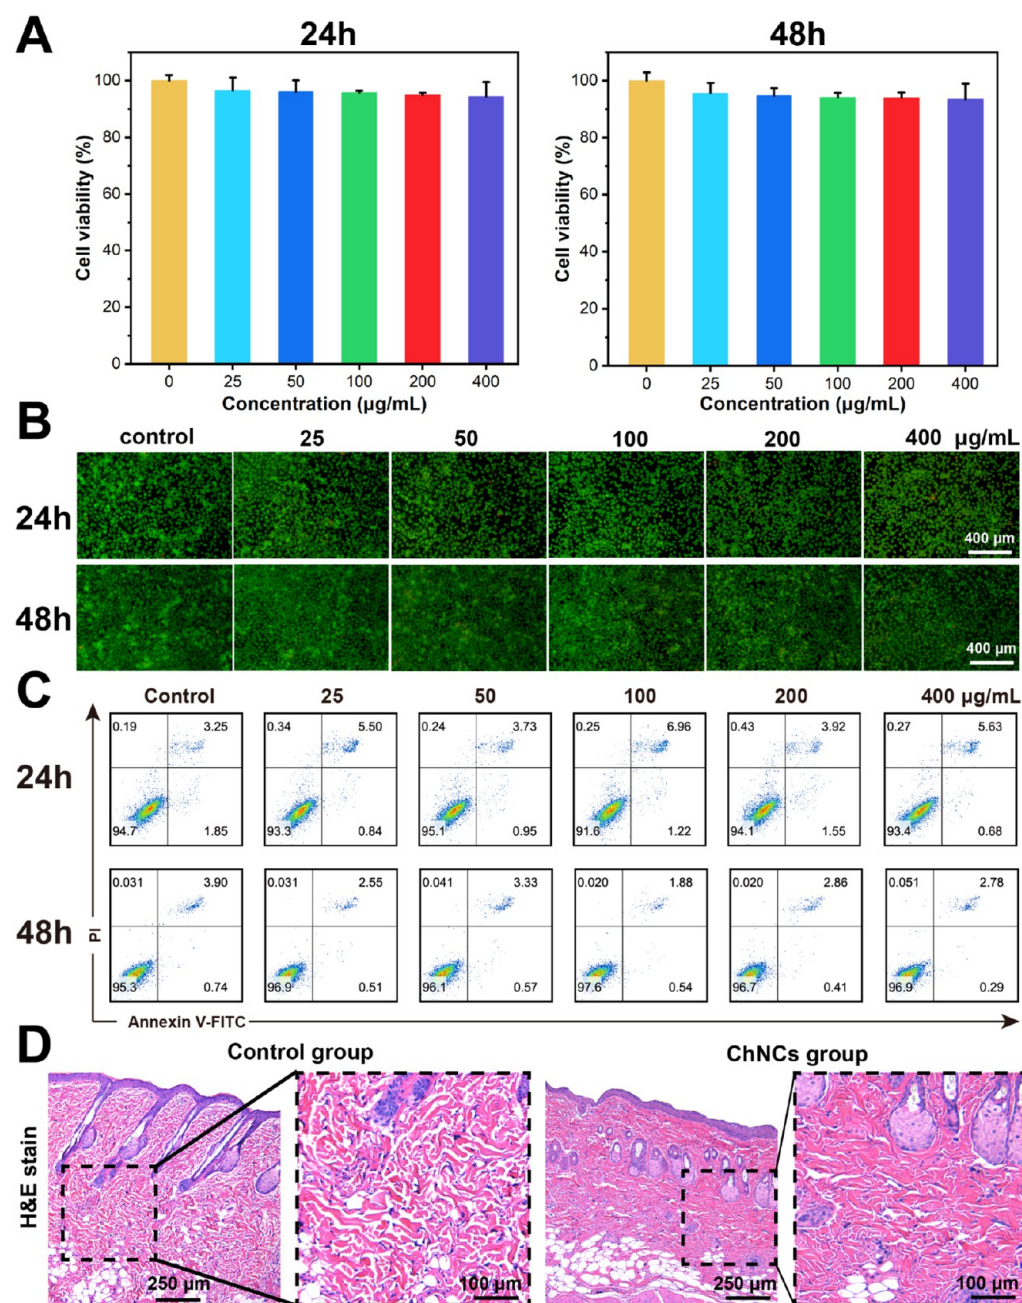 A
24h
48h
Cell viability (%)
100
80
60
40
20
0
0 25 50 100 200 400
Concentration (µg/mL)
Cell viability (%)
100
80
60
40
20
0
0 25 50 100 200 400
Concentration (µg/mL)
B
control 25 50 100 200 400 µg/mL
24h
400 µm
48h
400 µm
C
Control 25 50 100 200 400 µg/mL
24h
0.19 3.25 0.34 5.50 0.24 3.73 0.25 6.96 0.43 3.92 0.27 5.63
94.7 1.85 93.3 0.84 95.1 0.95 91.6 1.22 94.1 1.55 93.4 0.68
48h
0.031 3.90 0.031 2.55 0.041 3.33 0.020 1.88 0.020 2.86 0.051 2.78
95.3 0.74 96.9 0.51 96.1 0.57 97.6 0.54 96.7 0.41 96.9 0.29
PI
Annexin V-FITC
D
Control group ChNCs group
H&E stain
250 µm 100 µm 250 µm 100 µm